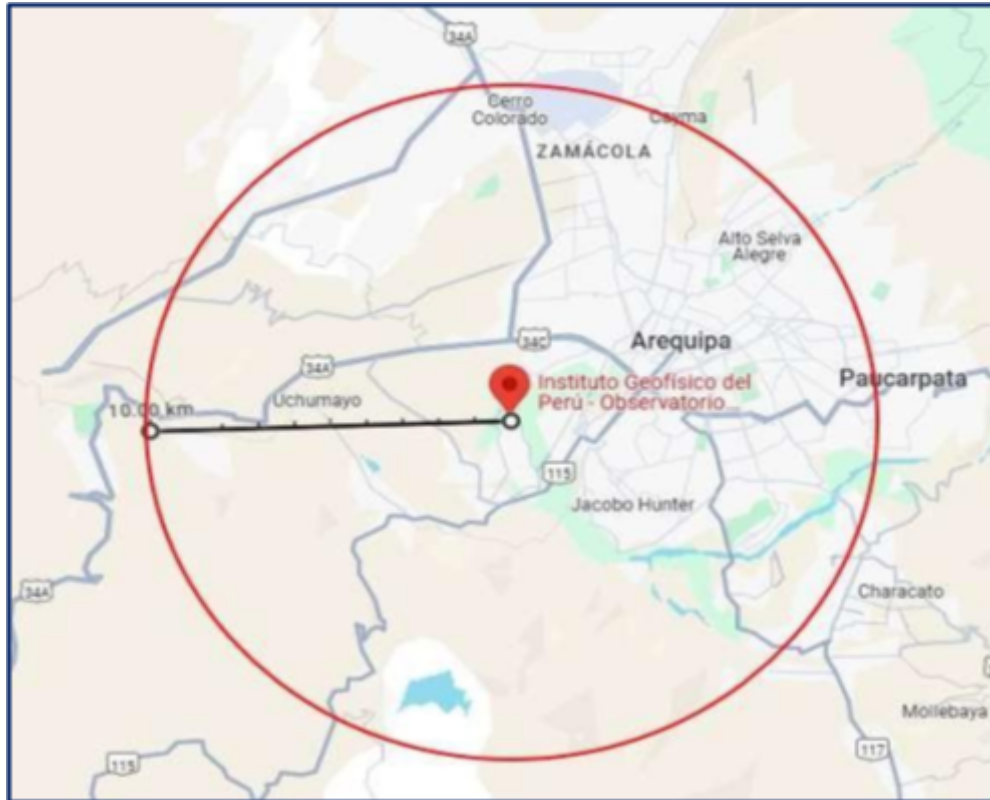 34A
Cerro
Colorado
Cayma
ZAMÁCOLA
Alto Selva
Alegre
34C
Arequipa
34A
Instituto Geofísico del
Perú - Observatorio
Paucarpata
Uchumayo
10.00 km
115
Jacobo Hunter
34A
Characato
Mollebaya
117
115